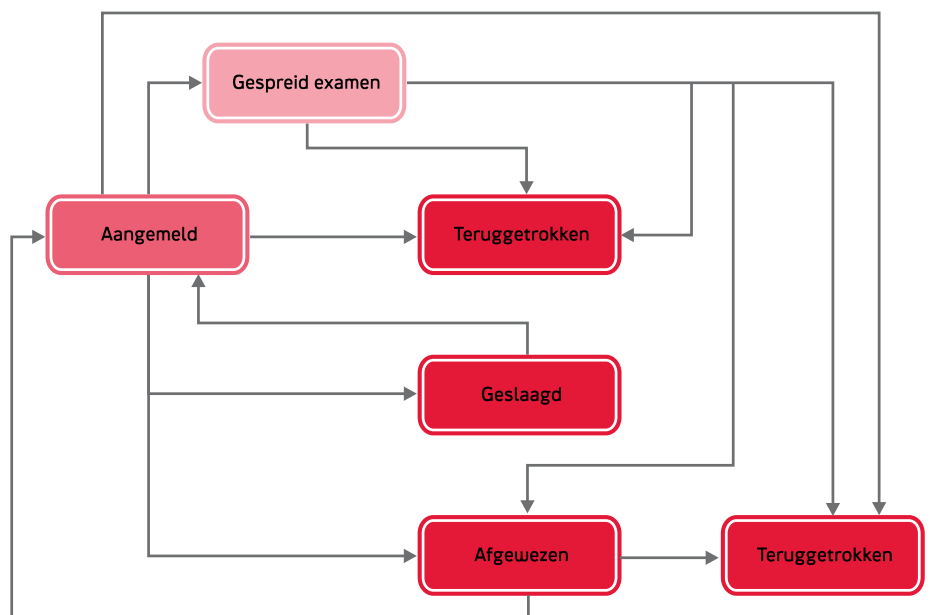 Gespreid examen
Aangemeld
Teruggetrokken
Geslaagd
Afgewezen
Teruggetrokken